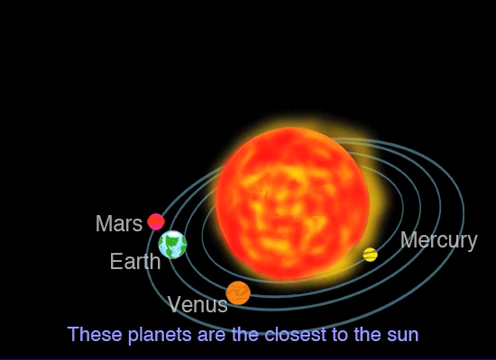 Mars
Mercury
Earth
Venus
These planets are the closest to the sun